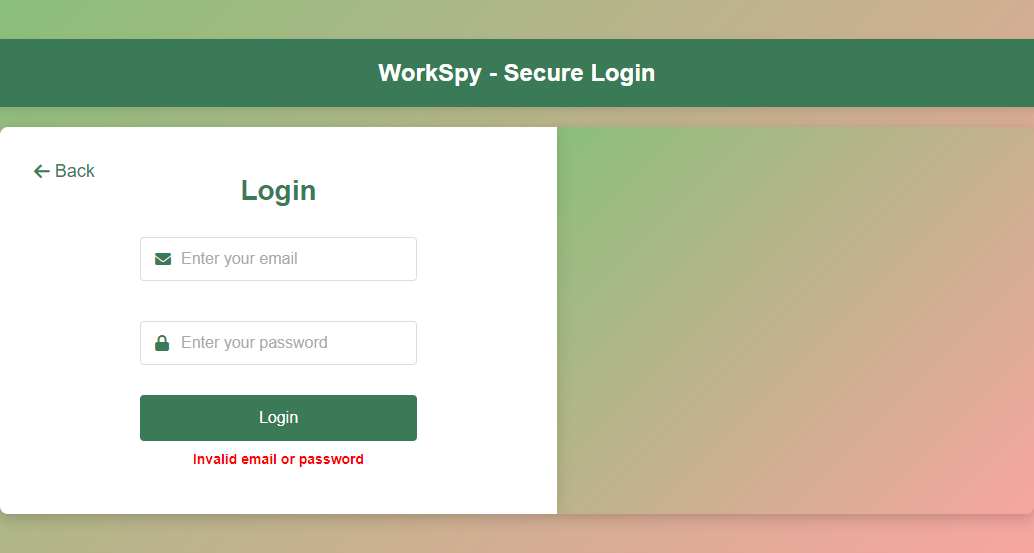 WorkSpy - Secure Login
Back
Login
Enter your email
Enter your password
Login
Invalid email or password